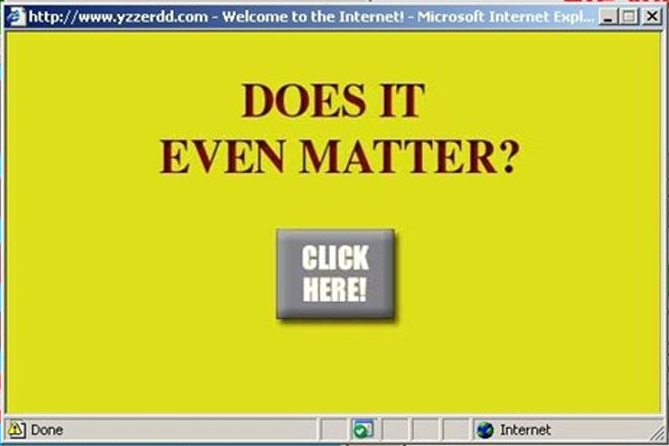 http://www.yzzerdd.com - Welcome to the Internet! - Microsoft Internet Expl...
DOES IT
EVEN MATTER?
CLICK
HERE!
Done
Internet